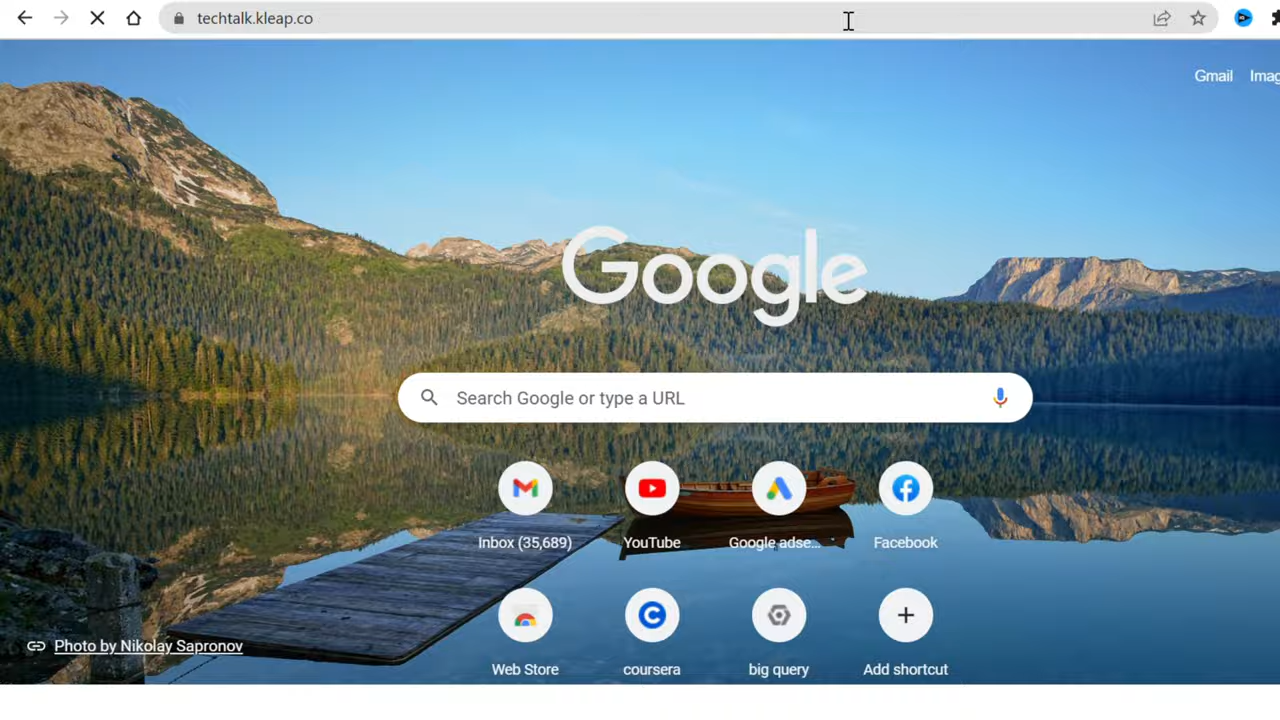 techtalk.kleap.co
Gmail Imag
Google
Search Google or type a URL
Inbox (35,689) YouTube Google adse... Facebook
Web Store coursera big query Add shortcut
Photo by Nikolay Sapronov